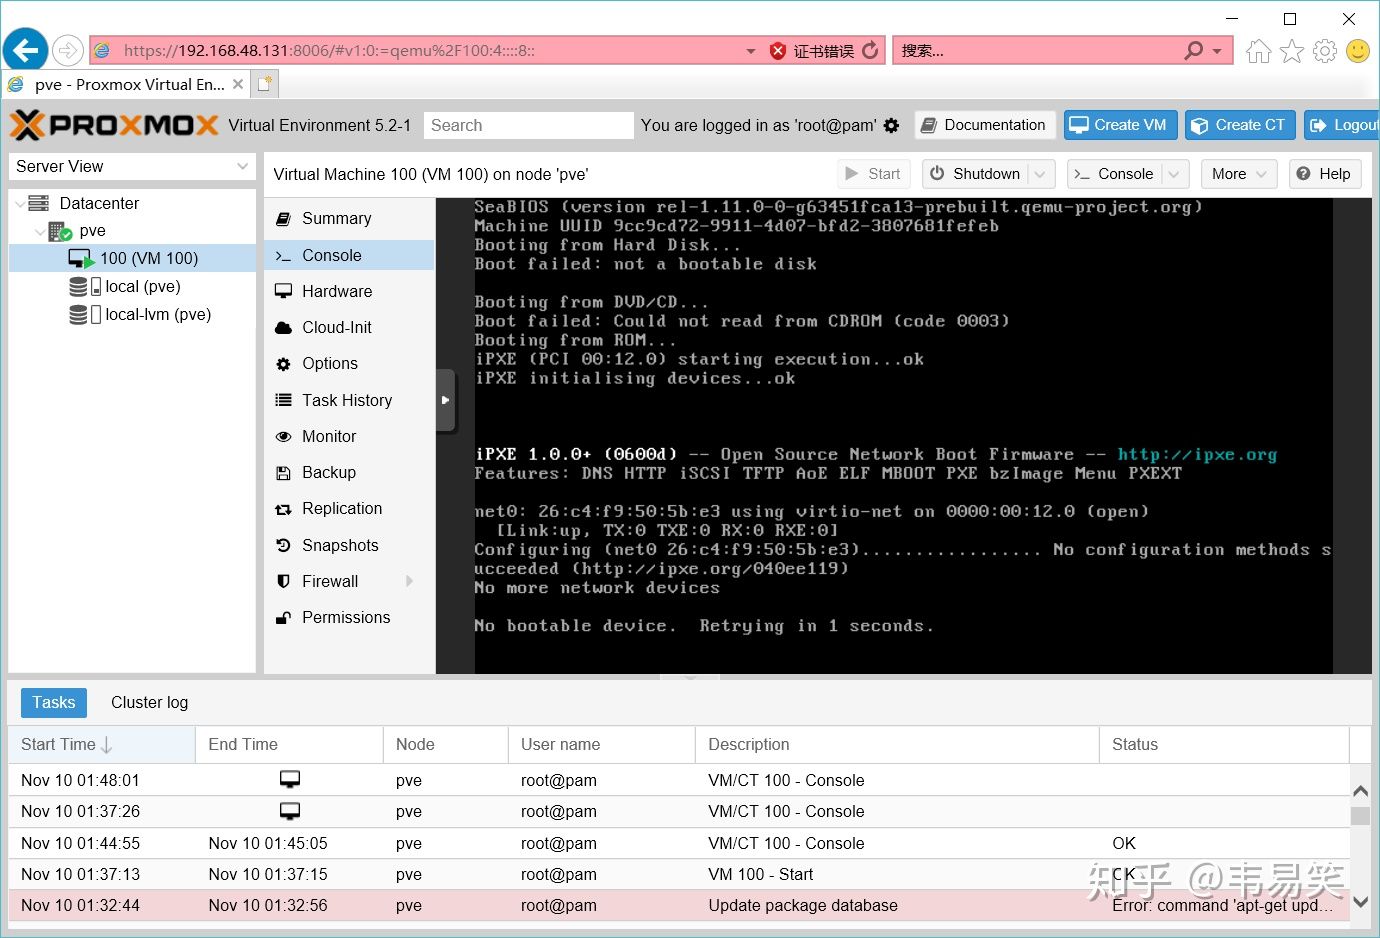 https://192.168.48.131:8006/#v1:0:=qemu%2F100:4::::8::
证书错误
搜索...
pve - Proxmox Virtual En...
PROXMOX Virtual Environment 5.2-1 Search You are logged in as 'root@pam' Documentation Create VM Create CT Logout
Server View
Virtual Machine 100 (VM 100) on node 'pve' Start Shutdown Console More Help
Datacenter
pve
100 (VM 100)
local (pve)
local-lvm (pve)
Summary
Console
Hardware
Cloud-Init
Options
Task History
Monitor
Backup
Replication
Snapshots
Firewall
Permissions
SeaBIOS (version rel-1.11.0-0-g63451fca13-prebuilt.qemu-project.org)
Machine UUID 9cc9cd72-9911-4d07-bfd2-3807681fefeb
Booting from Hard Disk...
Boot failed: not a bootable disk
Booting from DVD/CD...
Boot failed: Could not read from CDROM (code 0003)
Booting from ROM...
iPXE (PCI 00:12.0) starting execution...ok
iPXE initialising devices...ok
iPXE 1.0.0+ (0600d) -- Open Source Network Boot Firmware -- http://ipxe.org
Features: DNS HTTP iSCSI TFTP AoE ELF MBOOT PXE bzImage Menu PXEXT
net0: 26:c4:f9:50:5b:e3 using virtio-net on 0000:00:12.0 (open)
[Link:up, TX:0 TXE:0 RX:0 RXE:0]
Configuring (net0 26:c4:f9:50:5b:e3)................. No configuration methods s
ucceeded (http://ipxe.org/040ee119)
No more network devices
No bootable device. Retrying in 1 seconds.
Tasks Cluster log
Start Time End Time Node User name Description Status
Nov 10 01:48:01 pve root@pam VM/CT 100 - Console
Nov 10 01:37:26 pve root@pam VM/CT 100 - Console
Nov 10 01:44:55 Nov 10 01:45:05 pve root@pam VM/CT 100 - Console OK
Nov 10 01:37:13 Nov 10 01:37:15 pve root@pam VM 100 - Start OK
Nov 10 01:32:44 Nov 10 01:32:56 pve root@pam Update package database Error: command 'apt-get upd...
知乎 @韦易笑